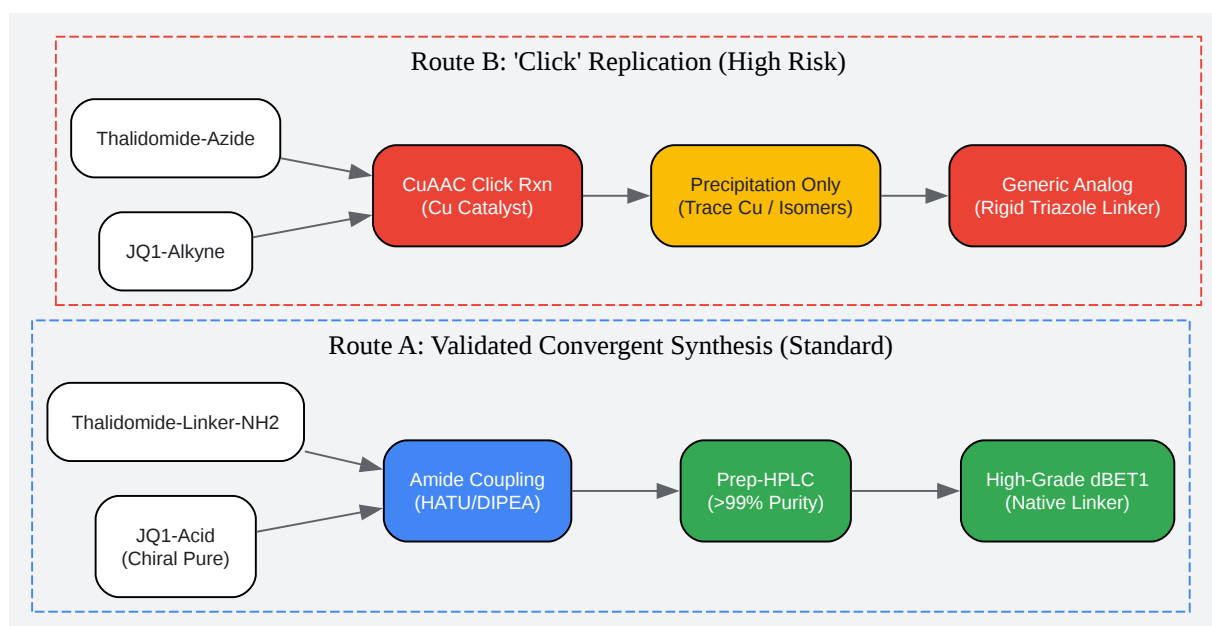 Route B: 'Click' Replication (High Risk)
Thalidomide-Azide
JQ1-Alkyne
CuAAC Click Rxn
(Cu Catalyst)
Precipitation Only
(Trace Cu / Isomers)
Generic Analog
(Rigid Triazole Linker)
Route A: Validated Convergent Synthesis (Standard)
Thalidomide-Linker-NH2
JQ1-Acid
(Chiral Pure)
Amide Coupling
(HATU/DIPEA)
Prep-HPLC
(>99% Purity)
High-Grade dBET1
(Native Linker)